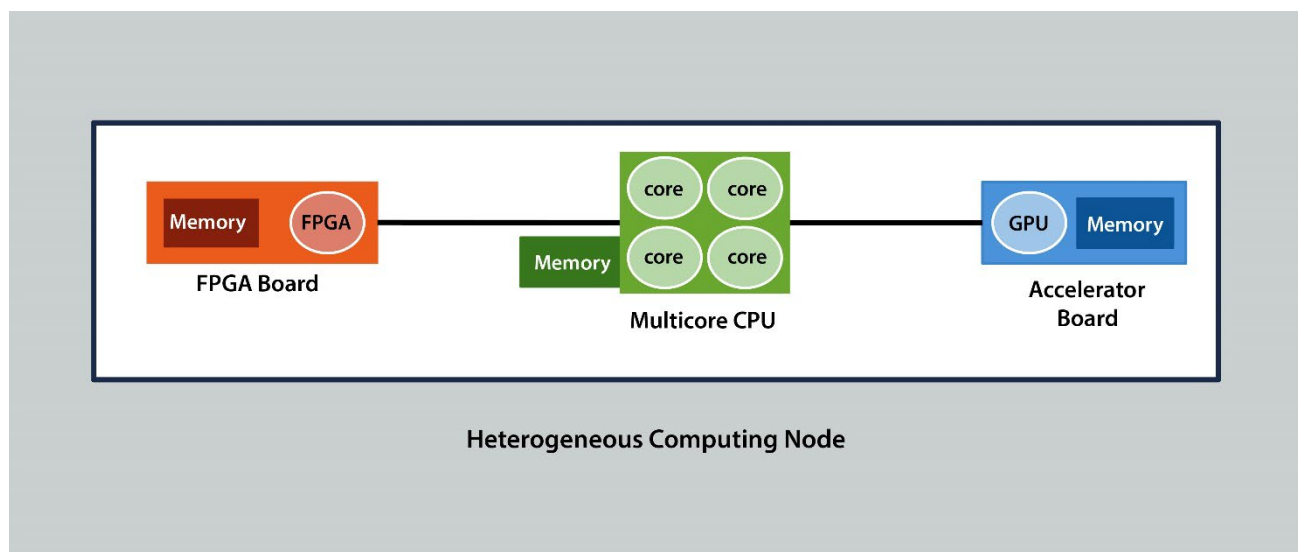 Memory
FPGA
FPGA Board
core
core
core
core
Memory
Multicore CPU
GPU
Memory
Accelerator
Board
Heterogeneous Computing Node